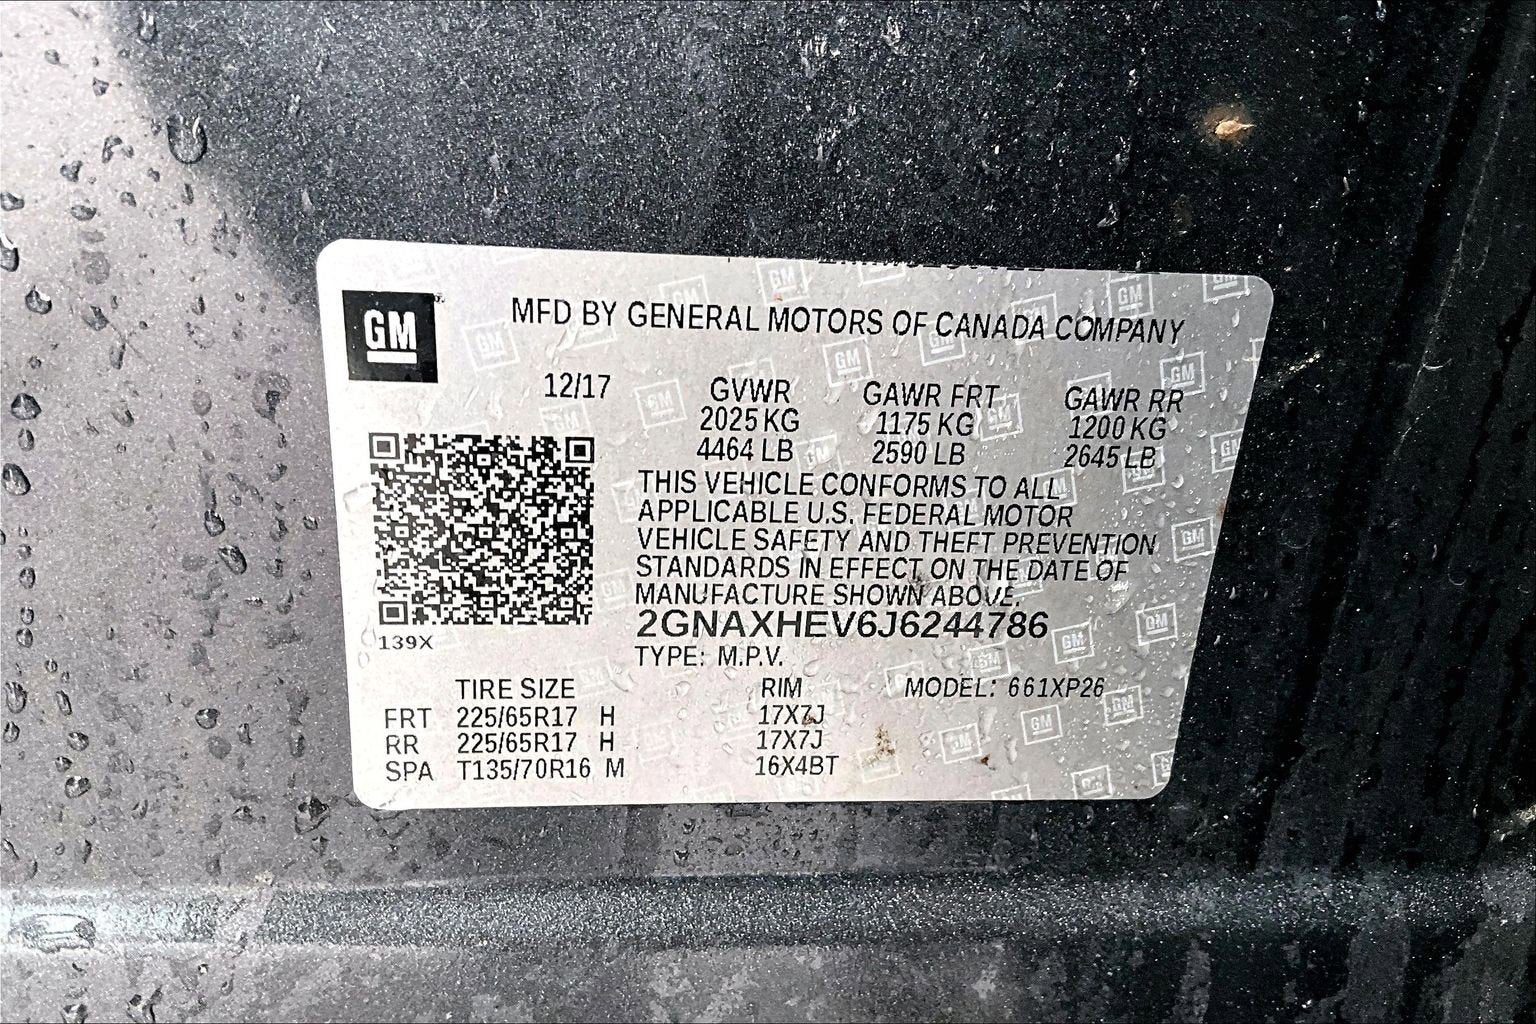 GM
MFD BY GENERAL MOTORS OF CANADA COMPANY
12/17 GVWR GAWR FRT GAWR RR
2025 KG 1175 KG 1200 KG
4464 LB 2590 LB 2645 LB
THIS VEHICLE CONFORMS TO ALL
APPLICABLE U.S. FEDERAL MOTOR
VEHICLE SAFETY AND THEFT PREVENTION
STANDARDS IN EFFECT ON THE DATE OF
MANUFACTURE SHOWN ABOVE.
2GNAXHEV6J6244786
139X
TYPE: M.P.V.
TIRE SIZE RIM MODEL: 661XP26
FRT 225/65R17 H 17X7J
RR 225/65R17 H 17X7J
SPA T135/70R16 M 16X4BT